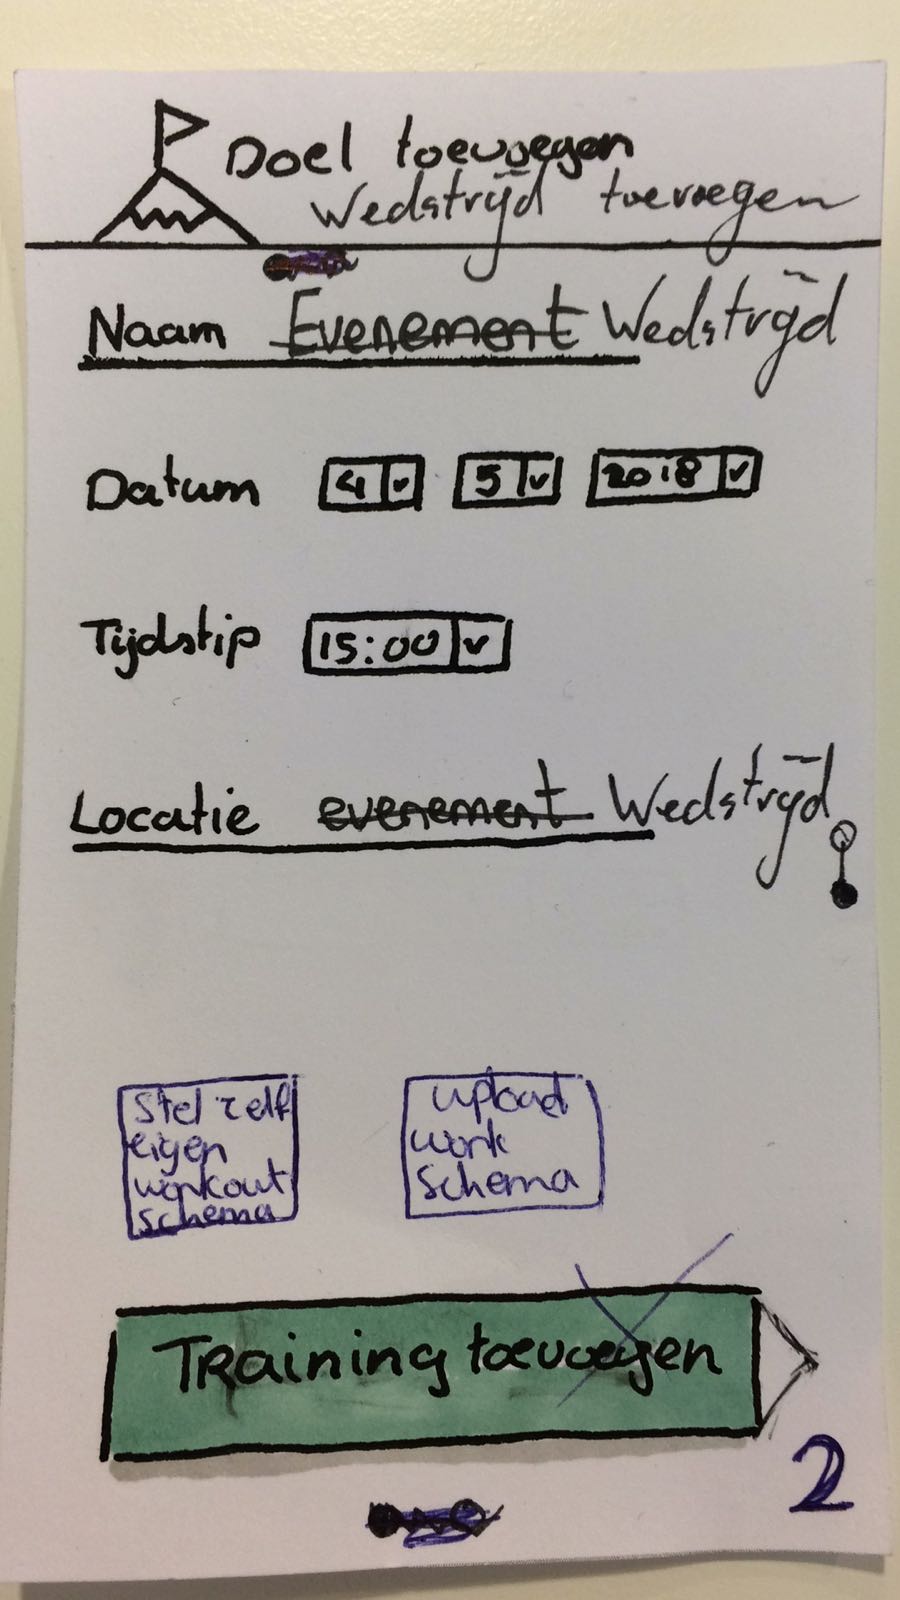 Doel toevoegen
Wedstrijd toevoegen
Naam Evenement Wedstrijd
Datum 4 5 2018
Tijdstip 15:00
Locatie evenement Wedstrijd
Stel zelf
eigen
workout
schema
upload
work
Schema
Training toevoegen
2